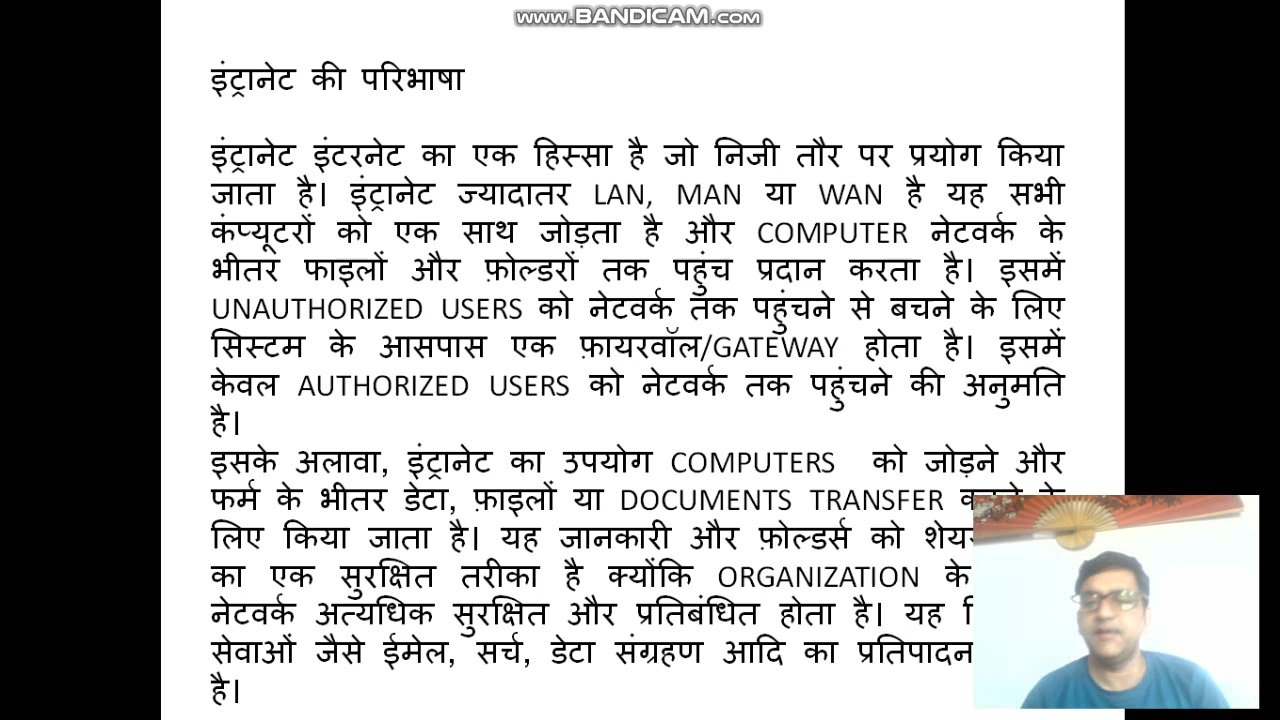 www.BANDICAM.com
इंट्रानेट की परिभाषा
इंट्रानेट इंटरनेट का एक हिस्सा है जो निजी तौर पर प्रयोग किया
जाता है। इंट्रानेट ज्यादातर LAN, MAN या WAN है यह सभी
कंप्यूटरों को एक साथ जोड़ता है और COMPUTER नेटवर्क के
भीतर फाइलों और फ़ोल्डरों तक पहुंच प्रदान करता है। इसमें
UNAUTHORIZED USERS को नेटवर्क तक पहुंचने से बचने के लिए
सिस्टम के आसपास एक फ़ायरवॉल/GATEWAY होता है। इसमें
केवल AUTHORIZED USERS को नेटवर्क तक पहुंचने की अनुमति
है।
इसके अलावा, इंट्रानेट का उपयोग COMPUTERS को जोड़ने और
फर्म के भीतर डेटा, फ़ाइलों या DOCUMENTS TRANSFER
लिए किया जाता है। यह जानकारी और फ़ोल्डर्स को
का एक सुरक्षित तरीका है क्योंकि ORGANIZATION के
नेटवर्क अत्यधिक सुरक्षित और प्रतिबंधित होता है। यह
सेवाओं जैसे ईमेल, सर्च, डेटा संग्रहण आदि का प्रतिपादन
है।